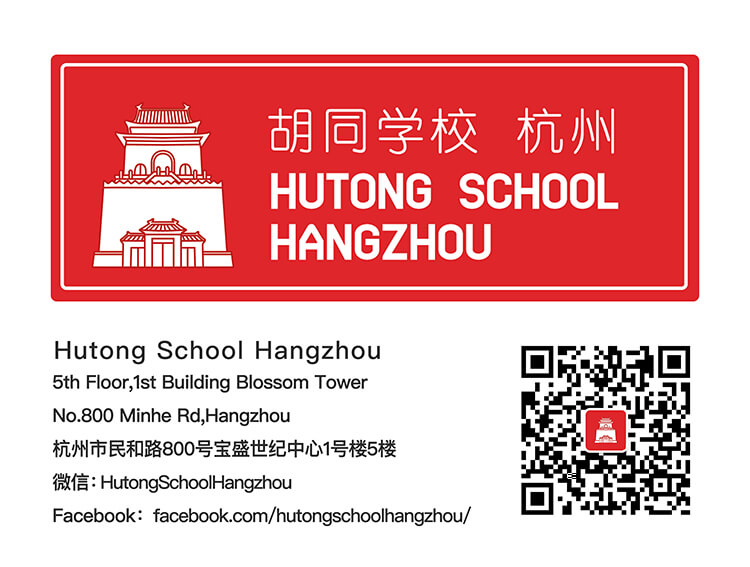 胡同学校 杭州
HUTONG SCHOOL
HANGZHOU
Hutong School Hangzhou
5th Floor,1st Building Blossom Tower
No.800 Minhe Rd,Hangzhou
杭州市民和路800号宝盛世纪中心1号楼5楼
微信：HutongSchoolHangzhou
Facebook：facebook.com/hutongschoolhangzhou/